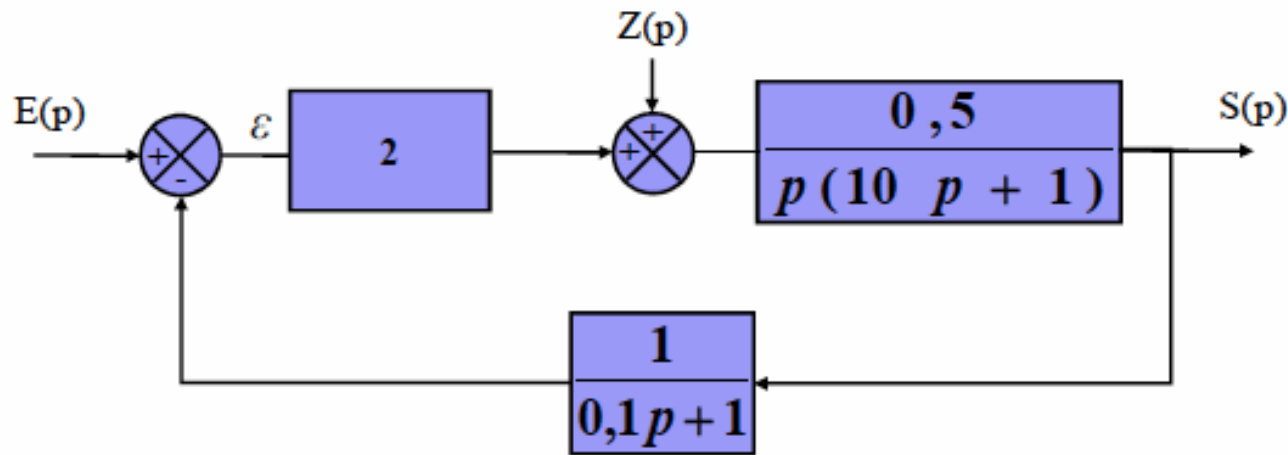 Z(p)
E(p)
ε
2
+
-
+
+
0 ,5
p ( 10 p + 1 )
S(p)
1
0,1p+1